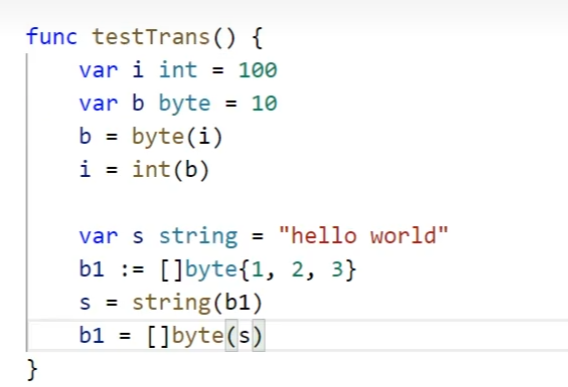 func testTrans() {
    var i int = 100
    var b byte = 10
    b = byte(i)
    i = int(b)

    var s string = "hello world"
    b1 := []byte{1, 2, 3}
    s = string(b1)
    b1 = []byte(s)
}